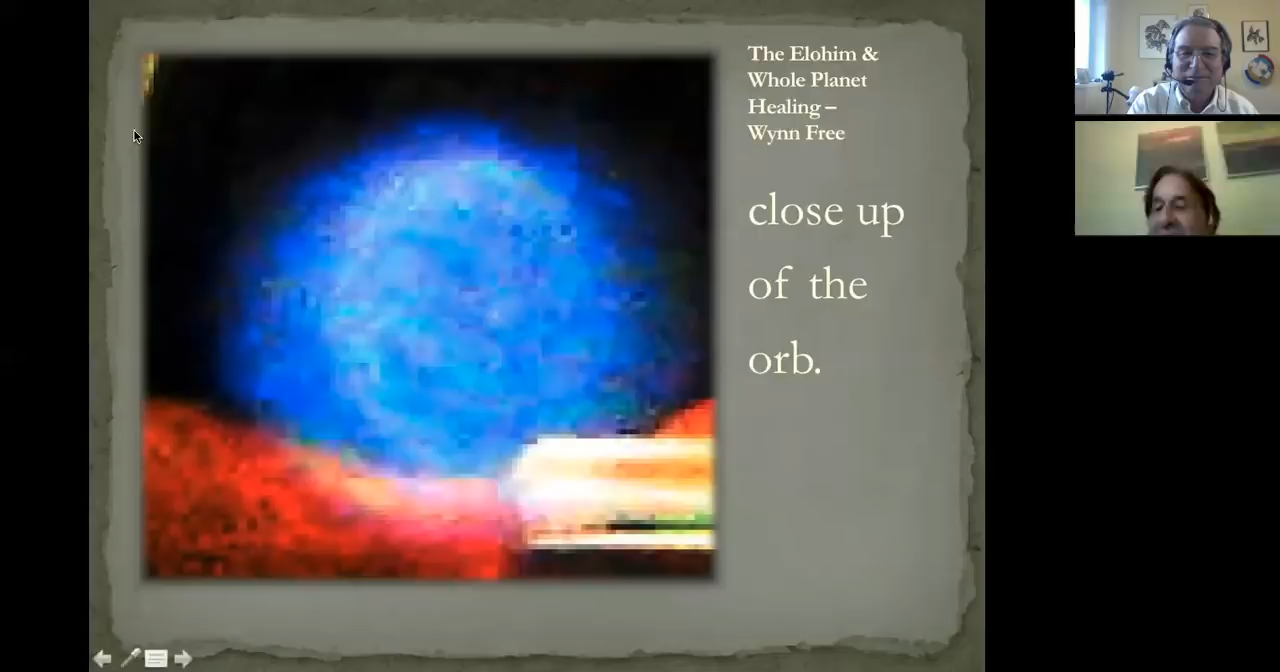 The Elohim &
Whole Planet
Healing –
Wynn Free
close up
of the
orb.